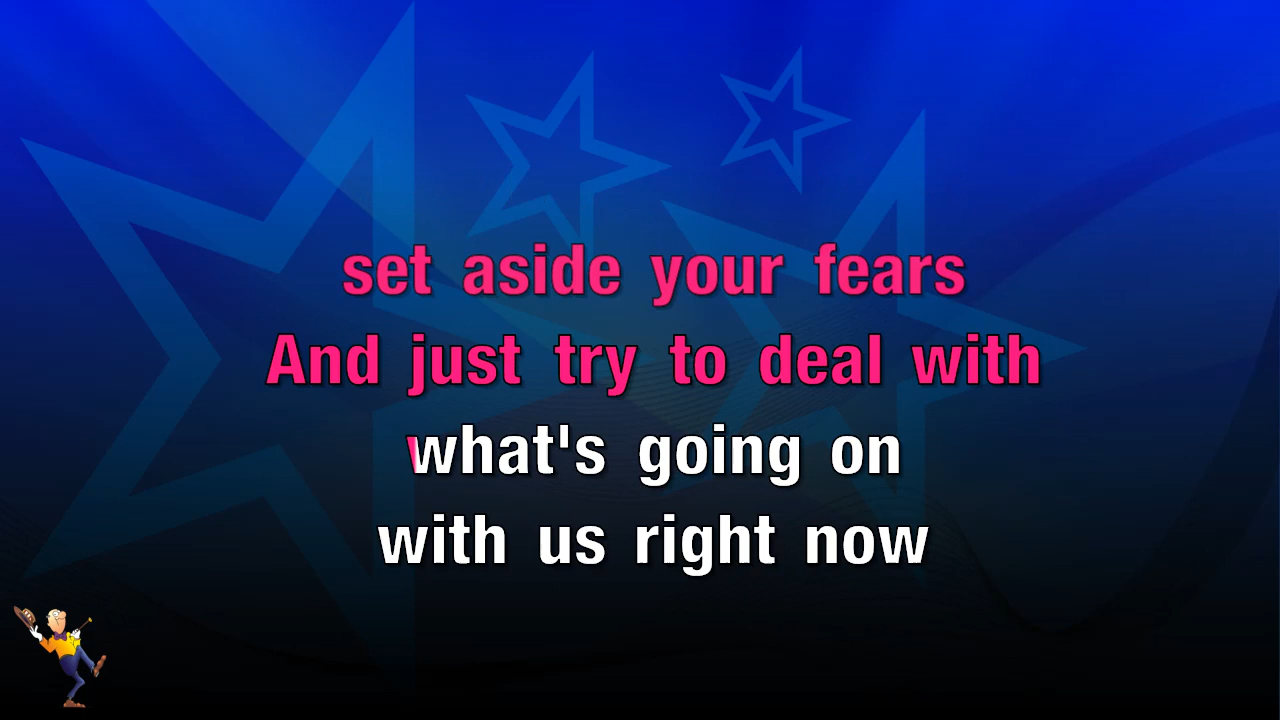 set aside your fears
And just try to deal with
what's going on
with us right now